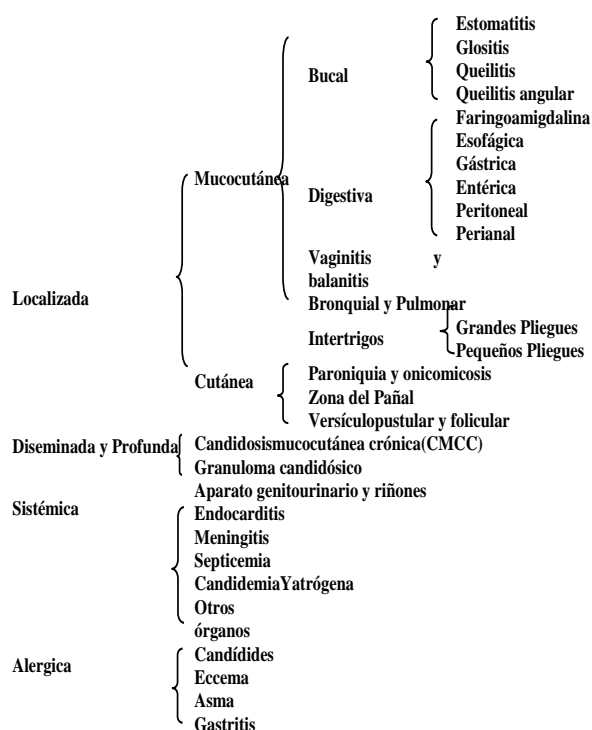 Estomatitis
Glositis
Bucal
Queilitis
Queilitis angular
Faringoamigdalina
Esofágica
Mucocutánea
Gástrica
Digestiva
Entérica
Peritoneal
Perianal
Vaginitis y
balanitis
Localizada
Bronquial y Pulmonar
Intertrigos
Grandes Pliegues
Pequeños Pliegues
Cutánea
Paroniquia y onicomicosis
Zona del Pañal
Versículopustular y folicular
Diseminada y Profunda
Candidosismucocutánea crónica(CMCC)
Granuloma candidósico
Aparato genitourinario y riñones
Sistémica
Endocarditis
Meningitis
Septicemia
CandidemiaYatrógena
Otros
órganos
Alergica
Candídides
Eccema
Asma
Gastritis